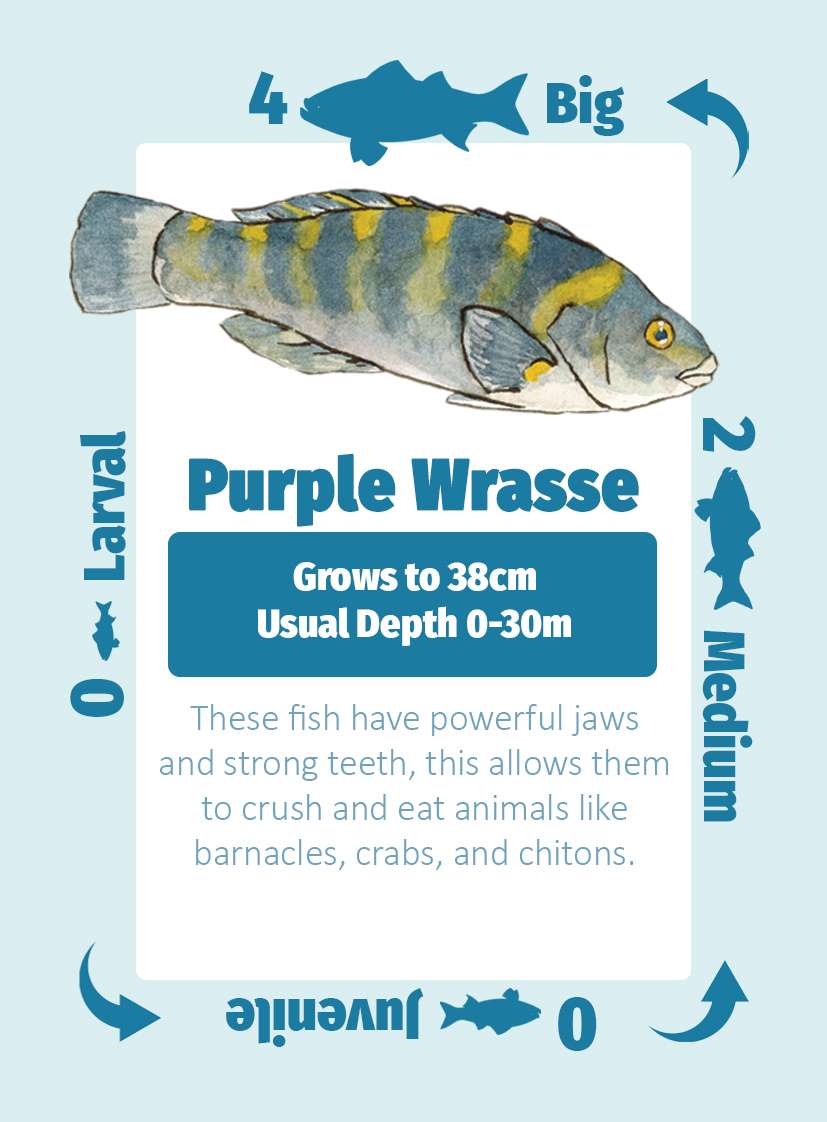 4 Big
Purple Wrasse
Grows to 38cm
Usual Depth 0-30m
These fish have powerful jaws
and strong teeth, this allows them
to crush and eat animals like
barnacles, crabs, and chitons.
2 Medium
0 Juvenile
0 Larval